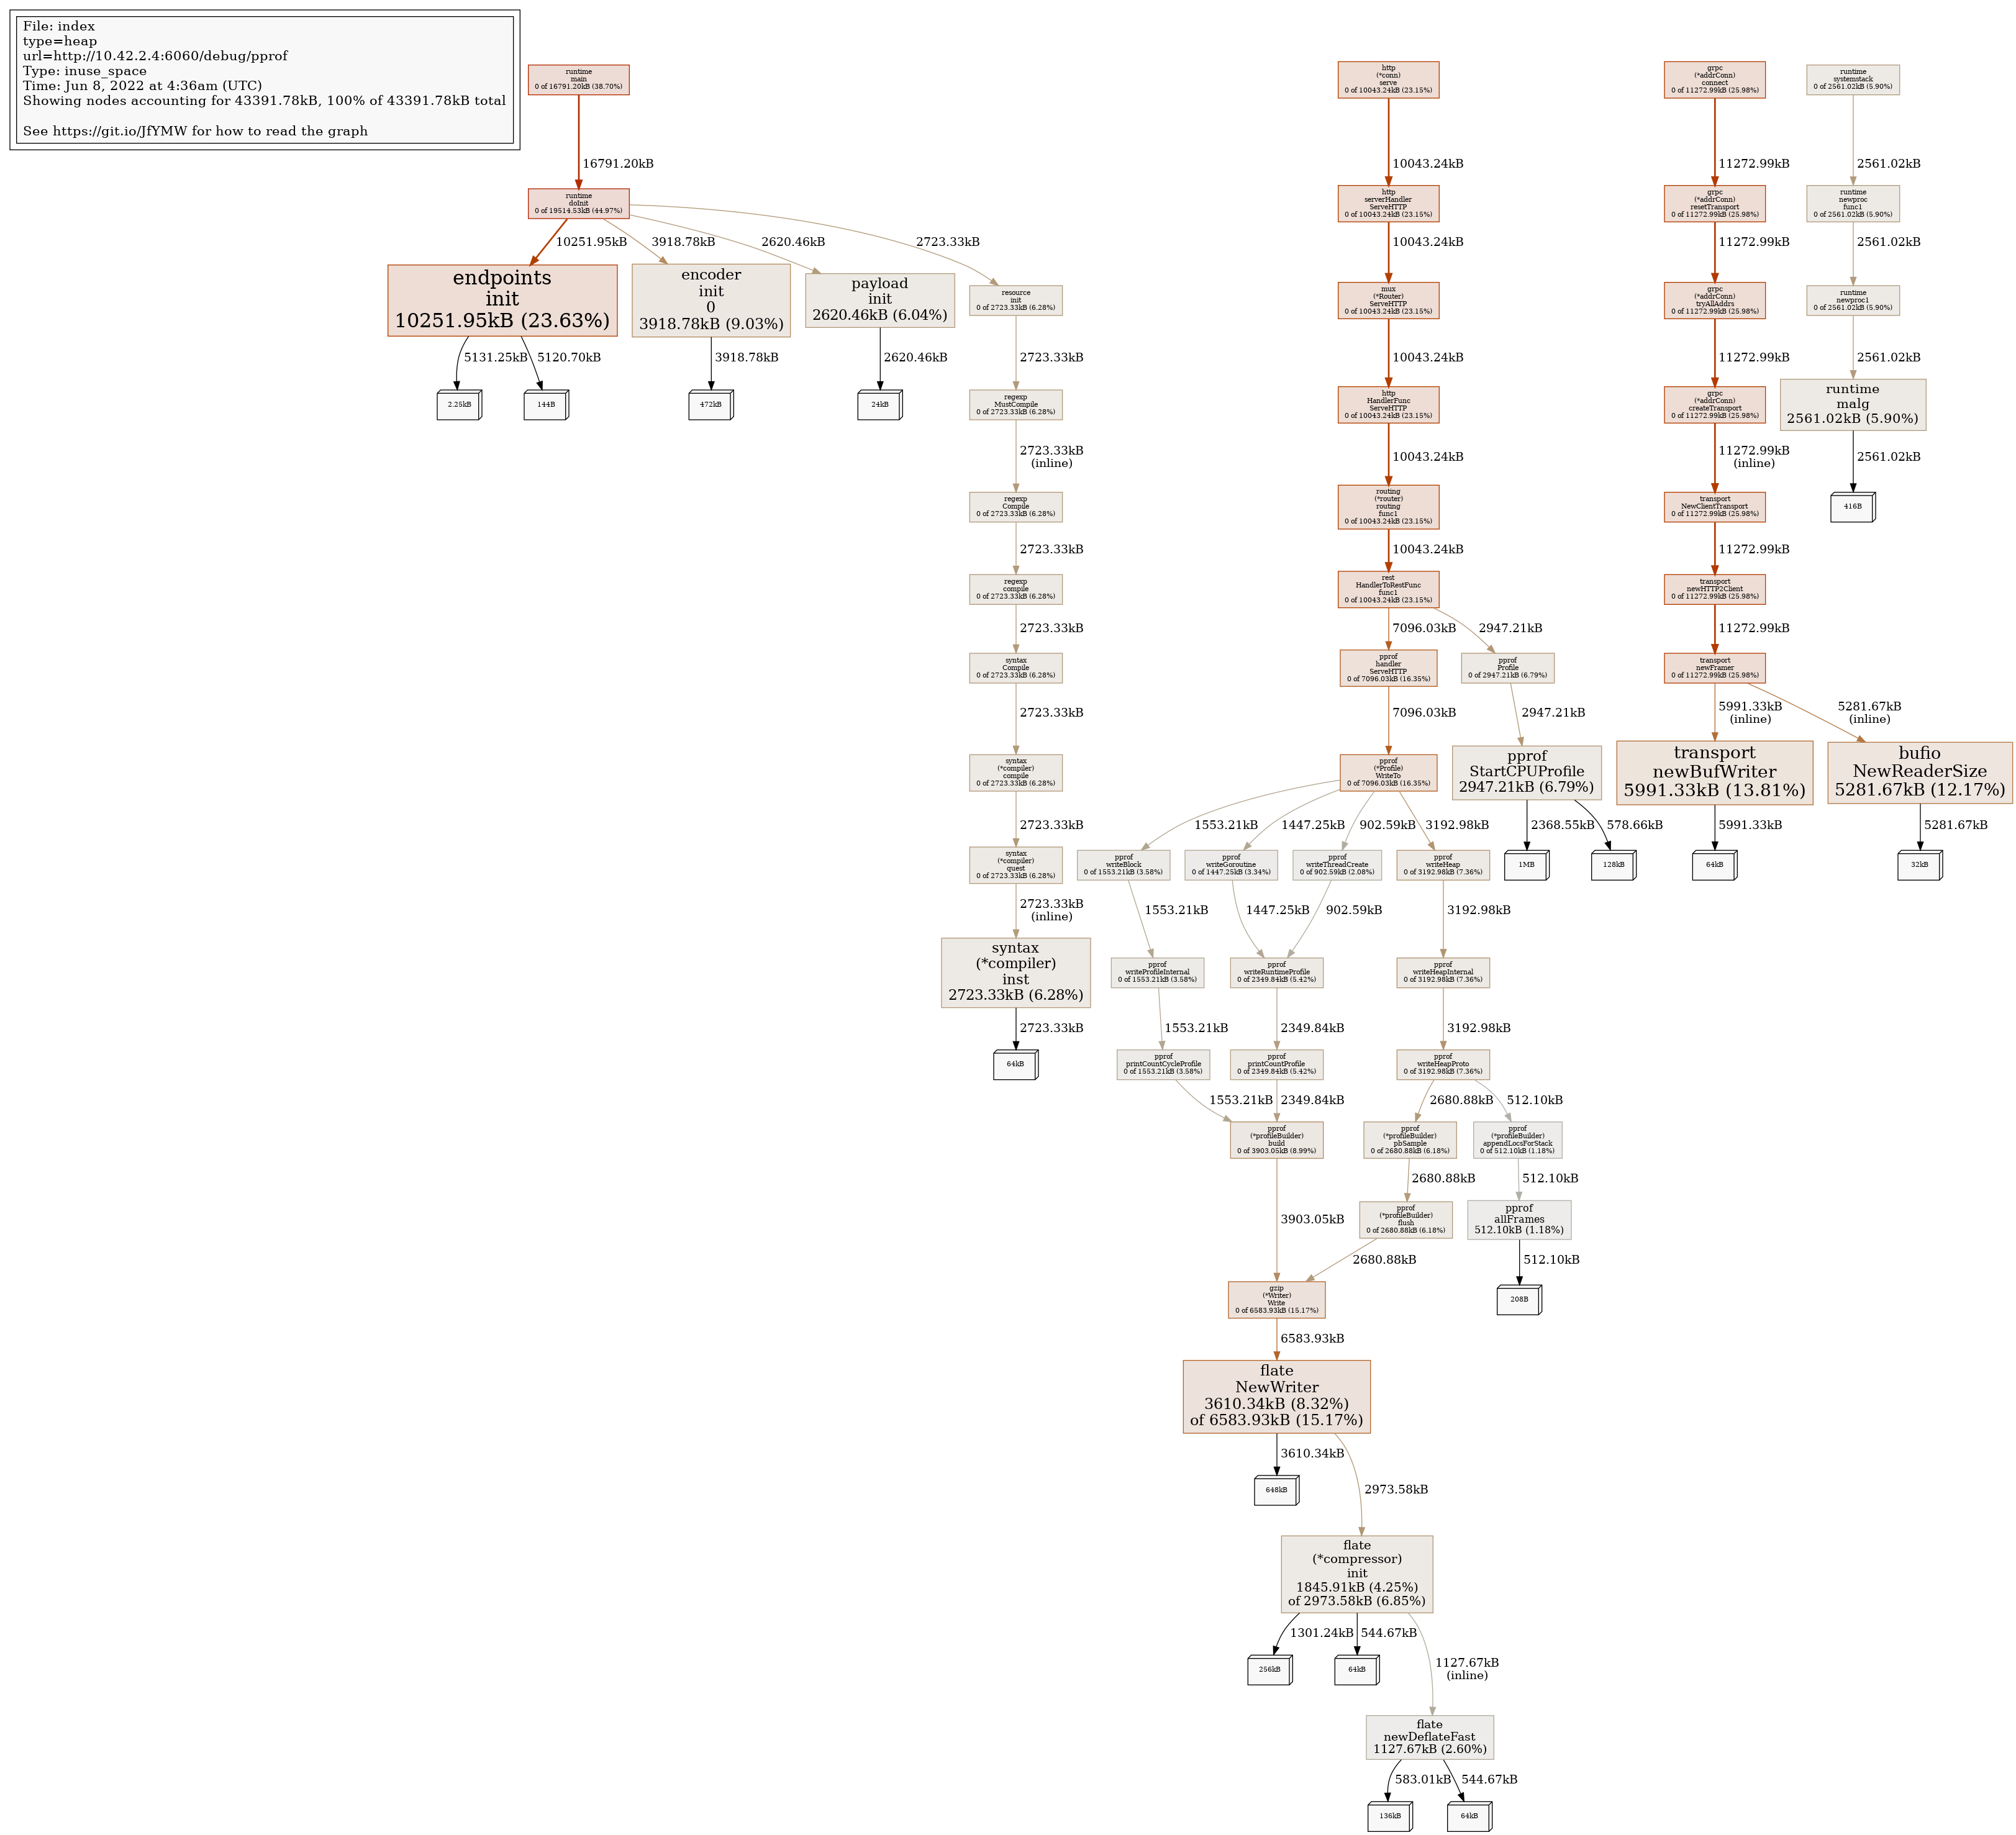 File: index
type=heap
url=http://10.42.2.4:6060/debug/pprof
Type: inuse_space
Time: Jun 8, 2022 at 4:36am (UTC)
Showing nodes accounting for 43391.78kB, 100% of 43391.78kB total
See https://git.io/JfYMW for how to read the graph
runtime
main
0 of 16791.20kB (38.70%)
16791.20kB
runtime
doInit
0 of 19514.53kB (44.97%)
10251.95kB
3918.78kB
2620.46kB
2723.33kB
endpoints
init
10251.95kB (23.63%)
5131.25kB
5120.70kB
2.25kB
144B
encoder
init
0
3918.78kB (9.03%)
3918.78kB
472kB
payload
init
2620.46kB (6.04%)
2620.46kB
24kB
resource
init
0 of 2723.33kB (6.28%)
2723.33kB
regexp
MustCompile
0 of 2723.33kB (6.28%)
2723.33kB
(inline)
regexp
Compile
0 of 2723.33kB (6.28%)
2723.33kB
regexp
compile
0 of 2723.33kB (6.28%)
2723.33kB
syntax
Compile
0 of 2723.33kB (6.28%)
2723.33kB
syntax
(*compiler)
compile
0 of 2723.33kB (6.28%)
2723.33kB
syntax
(*compiler)
quest
0 of 2723.33kB (6.28%)
2723.33kB
(inline)
syntax
(*compiler)
inst
2723.33kB (6.28%)
2723.33kB
64kB
http
(*conn)
serve
0 of 10043.24kB (23.15%)
10043.24kB
http
serverHandler
ServeHTTP
0 of 10043.24kB (23.15%)
10043.24kB
mux
(*Router)
ServeHTTP
0 of 10043.24kB (23.15%)
10043.24kB
http
HandlerFunc
ServeHTTP
0 of 10043.24kB (23.15%)
10043.24kB
routing
(*router)
routing
func1
0 of 10043.24kB (23.15%)
10043.24kB
rest
HandlerToRestFunc
func1
0 of 10043.24kB (23.15%)
7096.03kB
2947.21kB
pprof
handler
ServeHTTP
0 of 7096.03kB (16.35%)
7096.03kB
pprof
Profile
0 of 2947.21kB (6.79%)
2947.21kB
pprof
StartCPUProfile
2947.21kB (6.79%)
2368.55kB
578.66kB
1MB
128kB
pprof
(*Profile)
WriteTo
0 of 7096.03kB (16.35%)
1553.21kB
1447.25kB
902.59kB
3192.98kB
pprof
writeBlock
0 of 1553.21kB (3.58%)
1553.21kB
pprof
writeGoroutine
0 of 1447.25kB (3.34%)
1447.25kB
pprof
writeThreadCreate
0 of 902.59kB (2.08%)
902.59kB
pprof
writeHeap
0 of 3192.98kB (7.36%)
3192.98kB
pprof
writeProfileInternal
0 of 1553.21kB (3.58%)
1553.21kB
pprof
writeRuntimeProfile
0 of 2349.84kB (5.42%)
2349.84kB
pprof
writeHeapInternal
0 of 3192.98kB (7.36%)
3192.98kB
pprof
printCountCycleProfile
0 of 1553.21kB (3.58%)
1553.21kB
pprof
printCountProfile
0 of 2349.84kB (5.42%)
2349.84kB
pprof
writeHeapProto
0 of 3192.98kB (7.36%)
2680.88kB
512.10kB
pprof
(*profileBuilder)
build
0 of 3903.05kB (8.99%)
3903.05kB
pprof
(*profileBuilder)
pbSample
0 of 2680.88kB (6.18%)
2680.88kB
pprof
(*profileBuilder)
appendLocsForStack
0 of 512.10kB (1.18%)
512.10kB
pprof
(*profileBuilder)
flush
0 of 2680.88kB (6.18%)
2680.88kB
pprof
allFrames
512.10kB (1.18%)
512.10kB
208B
gzip
(*Writer)
Write
0 of 6583.93kB (15.17%)
6583.93kB
flate
NewWriter
3610.34kB (8.32%)
of 6583.93kB (15.17%)
3610.34kB
2973.58kB
648kB
flate
(*compressor)
init
1845.91kB (4.25%)
of 2973.58kB (6.85%)
1301.24kB
544.67kB
1127.67kB
(inline)
256kB
64kB
flate
newDeflateFast
1127.67kB (2.60%)
583.01kB
544.67kB
136kB
64kB
grpc
(*addrConn)
connect
0 of 11272.99kB (25.98%)
11272.99kB
grpc
(*addrConn)
resetTransport
0 of 11272.99kB (25.98%)
11272.99kB
grpc
(*addrConn)
tryAllAddrs
0 of 11272.99kB (25.98%)
11272.99kB
grpc
(*addrConn)
createTransport
0 of 11272.99kB (25.98%)
11272.99kB
(inline)
transport
NewClientTransport
0 of 11272.99kB (25.98%)
11272.99kB
transport
newHTTP2Client
0 of 11272.99kB (25.98%)
11272.99kB
transport
newFramer
0 of 11272.99kB (25.98%)
5991.33kB
(inline)
5281.67kB
(inline)
transport
newBufWriter
5991.33kB (13.81%)
5991.33kB
64kB
bufio
NewReaderSize
5281.67kB (12.17%)
5281.67kB
32kB
runtime
systemstack
0 of 2561.02kB (5.90%)
2561.02kB
runtime
newproc
func1
0 of 2561.02kB (5.90%)
2561.02kB
runtime
newproc1
0 of 2561.02kB (5.90%)
2561.02kB
runtime
malg
2561.02kB (5.90%)
2561.02kB
416B